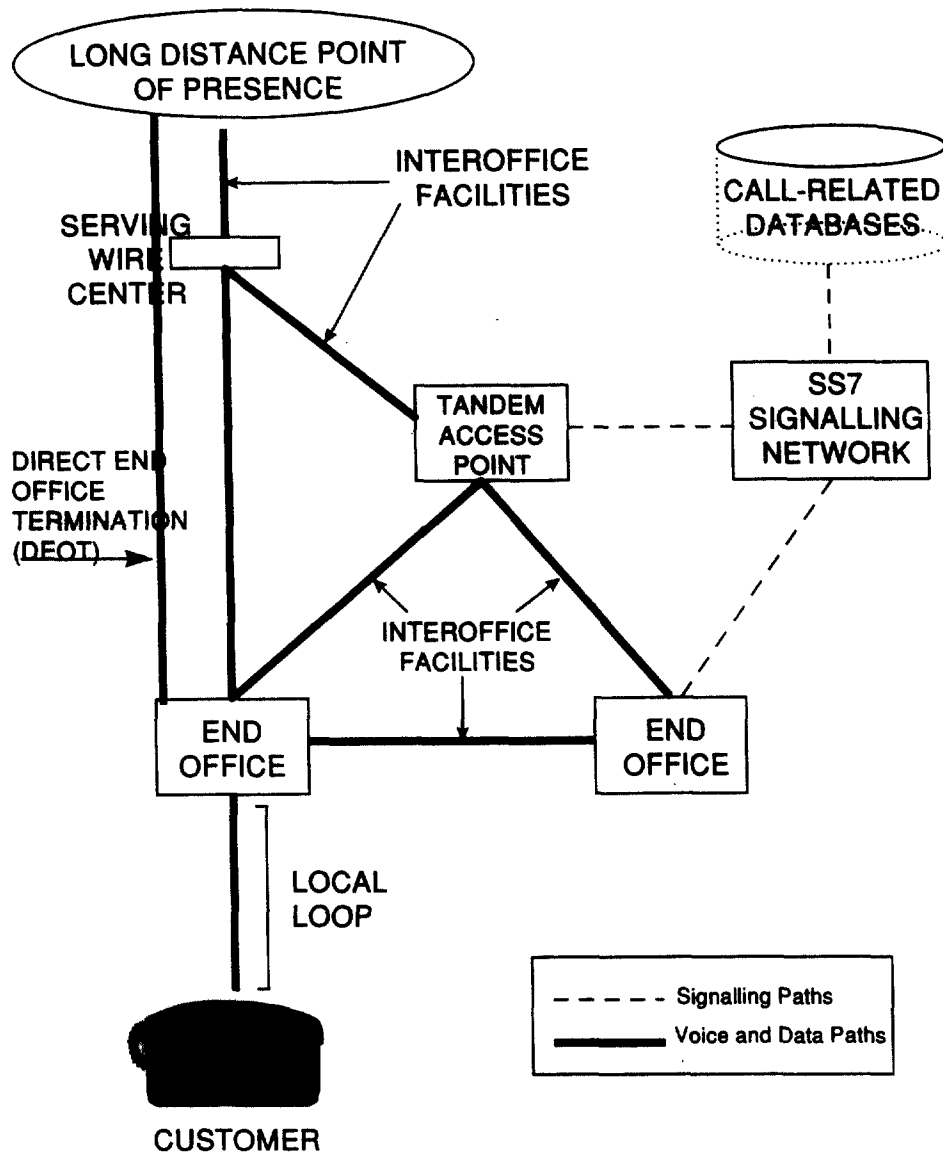 LONG DISTANCE POINT
OF PRESENCE
INTEROFFICE
FACILITIES
CALL-RELATED
DATABASES
SERVING
WIRE
CENTER
TANDEM
ACCESS
POINT
SS7
SIGNALLING
NETWORK
DIRECT END
OFFICE
TERMINATION
(DEOT)
INTEROFFICE
FACILITIES
END
OFFICE
END
OFFICE
LOCAL
LOOP
Signalling Paths
Voice and Data Paths
CUSTOMER